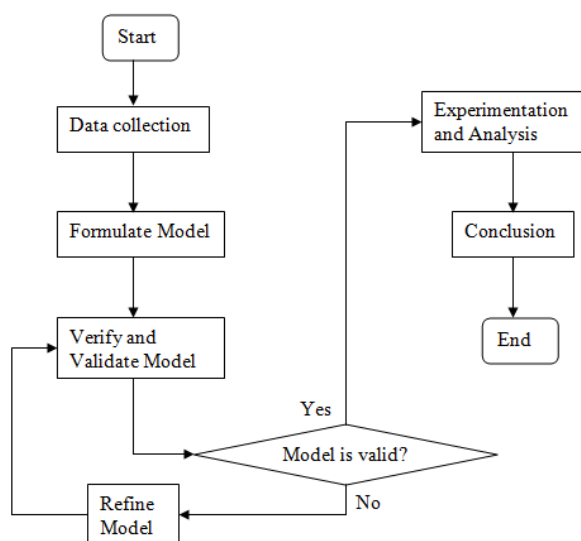 Start
Data collection
Formulate Model
Verify and
Validate Model
Model is valid?
Yes
No
Refine
Model
Experimentation
and Analysis
Conclusion
End